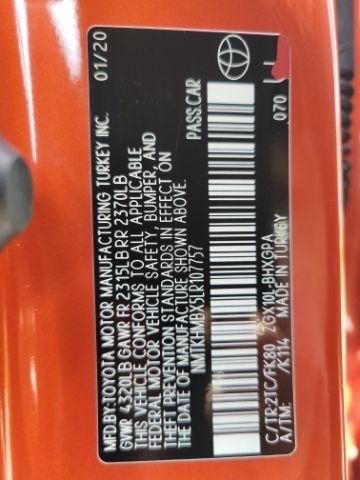 MFD.BY:TOYOTA MOTOR MANUFACTURING TURKEY INC. 01/20
GVWR 4320LB GAWR FR 2315LB RR 2370LB
THIS VEHICLE CONFORMS TO ALL APPLICABLE
FEDERAL MOTOR VEHICLE SAFETY, BUMPER, AND
THEFT PREVENTION STANDARDS IN EFFECT ON
THE DATE OF MANUFACTURE SHOWN ABOVE.
NMTKHMBX5LR107757 PASS.CAR
C/TR:2TC/FK80 ZGX10L-BHXGPA 070
A/TM: /K114 MADE IN TURKEY